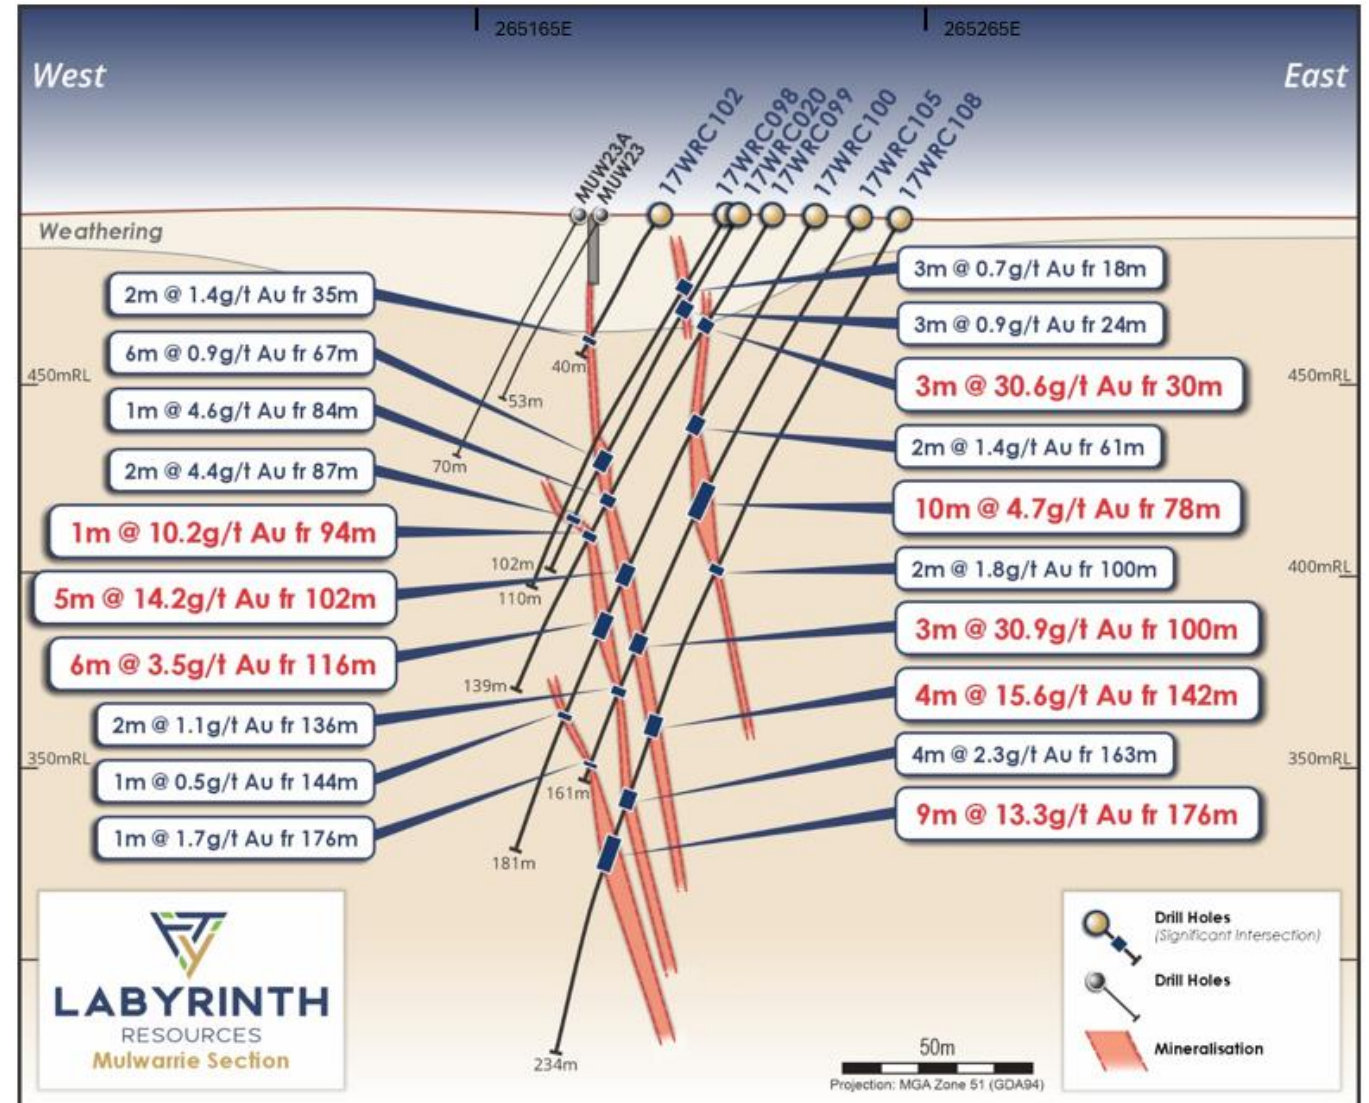 265165E
265265E
West
East
MUW23A
MUW23
17WRC102
17WRC098
17WRC020
17WRC099
17WRC100
17WRC105
17WRC108
Weathering
2m @ 1.4g/t Au fr 35m
6m @ 0.9g/t Au fr 67m
1m @ 4.6g/t Au fr 84m
2m @ 4.4g/t Au fr 87m
1m @ 10.2g/t Au fr 94m
5m @ 14.2g/t Au fr 102m
6m @ 3.5g/t Au fr 116m
2m @ 1.1g/t Au fr 136m
1m @ 0.5g/t Au fr 144m
1m @ 1.7g/t Au fr 176m
3m @ 0.7g/t Au fr 18m
3m @ 0.9g/t Au fr 24m
3m @ 30.6g/t Au fr 30m
2m @ 1.4g/t Au fr 61m
10m @ 4.7g/t Au fr 78m
2m @ 1.8g/t Au fr 100m
3m @ 30.9g/t Au fr 100m
4m @ 15.6g/t Au fr 142m
4m @ 2.3g/t Au fr 163m
9m @ 13.3g/t Au fr 176m
450mRL
350mRL
450mRL
400mRL
350mRL
40m
53m
70m
102m
110m
139m
161m
181m
234m
LABYRINTH
RESOURCES
Mulwarrie Section
50m
Projection: MGA Zone 51 (GDA94)
Drill Holes
(Significant Intersection)
Drill Holes
Mineralisation